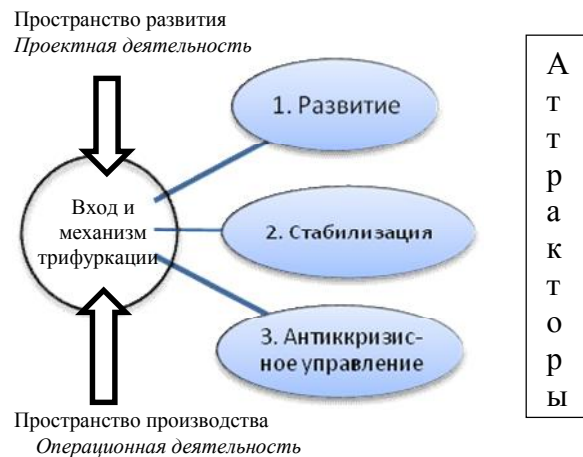 Пространство развития
Проектная деятельность
1. Развитие
Вход и
механизм
трифуркации
2. Стабилизация
3. Антиккризис-
ное управление
Пространство производства
Операционная деятельность
А
т
т
р
а
к
т
о
р
ы